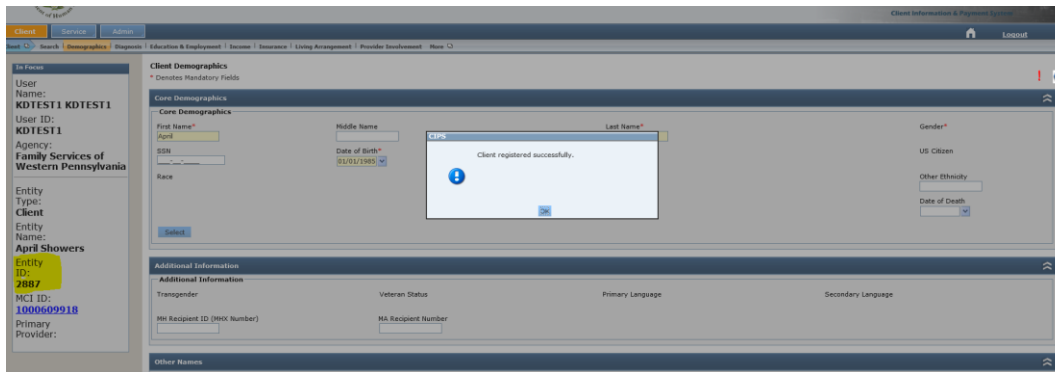 Client Information & Payment System
Client Service Admin
Logout
Search Demographics Diagnosis Education & Employment Income Insurance Living Arrangement Provider Involvement More
In Focus
User
Name:
KDTEST1 KDTEST1
User ID:
KDTEST1
Agency:
Family Services of
Western Pennsylvania
Entity
Type:
Client
Entity
Name:
April Showers
Entity
ID:
2887
MCI ID:
1000609918
Primary
Provider:
Client Demographics
* Denotes Mandatory Fields
!
Core Demographics
Core Demographics
First Name* Middle Name Last Name* Gender*
April
SSN Date of Birth* US Citizen
__-__-____ 01/01/1985
Race Other Ethnicity
Date of Death
Select
CIPS
Client registered successfully.
OK
Additional Information
Additional Information
Transgender Veteran Status Primary Language Secondary Language
MH Recipient ID (MHX Number) MA Recipient Number
Other Names